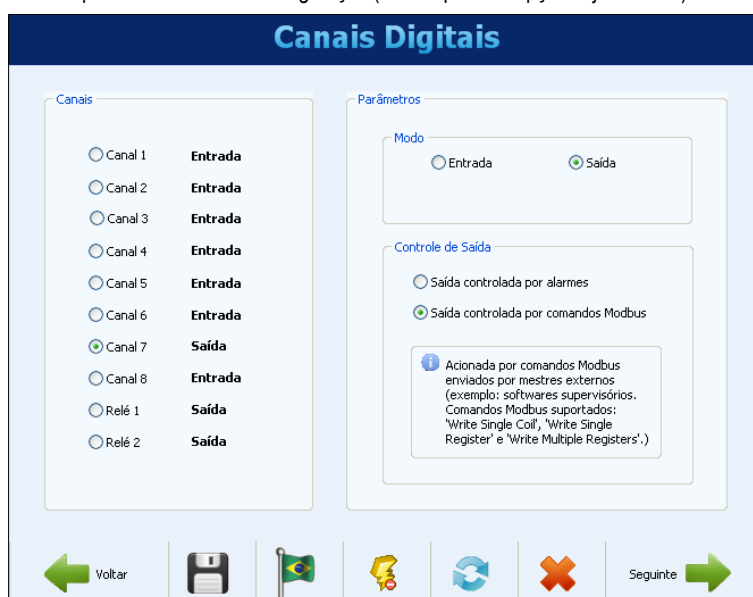 Canais Digitais
Canais
Canal 1 Entrada
Canal 2 Entrada
Canal 3 Entrada
Canal 4 Entrada
Canal 5 Entrada
Canal 6 Entrada
Canal 7 Saída
Canal 8 Entrada
Relé 1 Saída
Relé 2 Saída
Parâmetros
Modo
Entrada Saída
Controle de Saída
Saída controlada por alarmes
Saída controlada por comandos Modbus
Acionada por comandos Modbus
enviados por mestres externos
(exemplo: softwares supervisórios.
Comandos Modbus suportados:
'Write Single Coil', 'Write Single
Register' e 'Write Multiple Registers'.)
Voltar
Seguinte